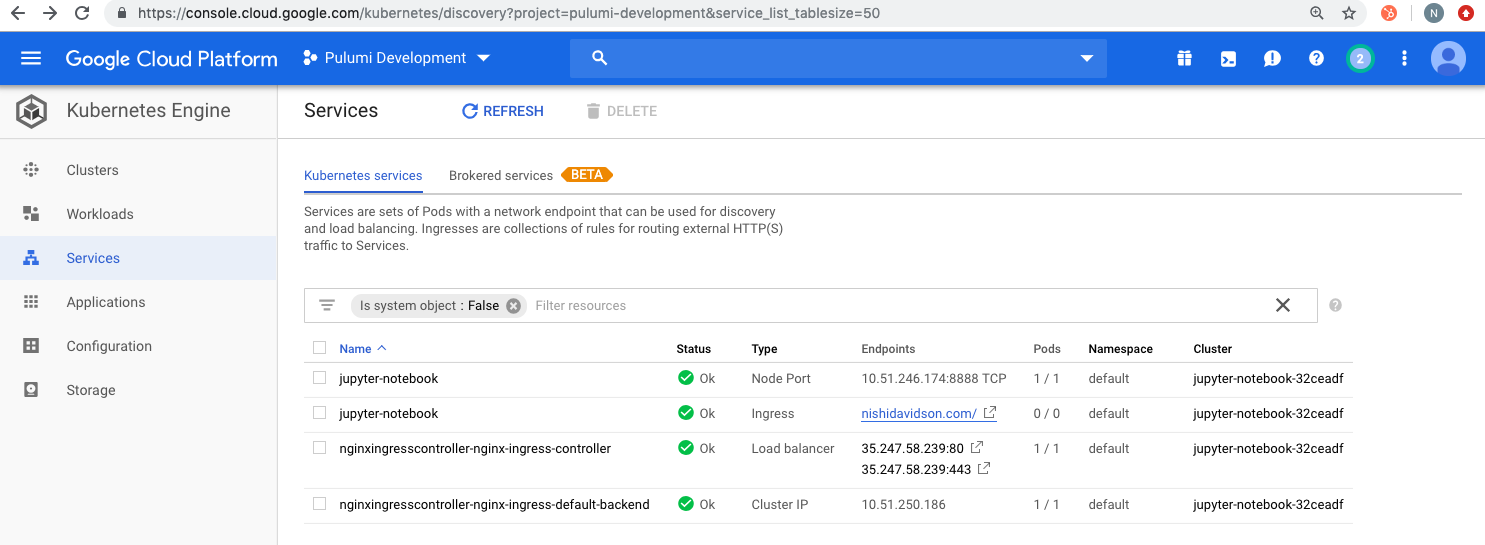 https://console.cloud.google.com/kubernetes/discovery?project=pulumi-development&service_list_tablesize=50
N
Google Cloud Platform
Pulumi Development
2
Kubernetes Engine
Services
REFRESH
DELETE
Clusters
Workloads
Services
Applications
Configuration
Storage
Kubernetes services
Brokered services
BETA
Services are sets of Pods with a network endpoint that can be used for discovery
and load balancing. Ingresses are collections of rules for routing external HTTP(S)
traffic to Services.
Is system object : False
Filter resources
Name Status Type Endpoints Pods Namespace Cluster
jupyter-notebook Ok Node Port 10.51.246.174:8888 TCP 1 / 1 default jupyter-notebook-32ceadf
jupyter-notebook Ok Ingress nishidavidson.com/ 0 / 0 default jupyter-notebook-32ceadf
nginxingresscontroller-nginx-ingress-controller Ok Load balancer 35.247.58.239:80 1 / 1 default jupyter-notebook-32ceadf
35.247.58.239:443
nginxingresscontroller-nginx-ingress-default-backend Ok Cluster IP 10.51.250.186 1 / 1 default jupyter-notebook-32ceadf